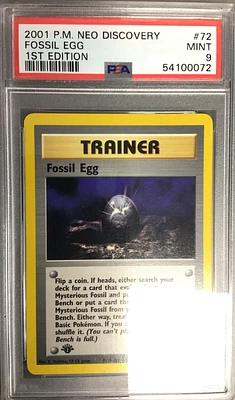 2001 P.M. NEO DISCOVERY #72
FOSSIL EGG MINT
1ST EDITION 9
PSA 54100072
TRAINER
Fossil Egg
Flip a coin. If heads, either search your
deck for a card that
Mysterious Fossil and
Bench or put a card
Mysterious Fossil from
Bench. Either way,
Basic Pokémon. If you
shuffle it. (You can't
Bench is full.)